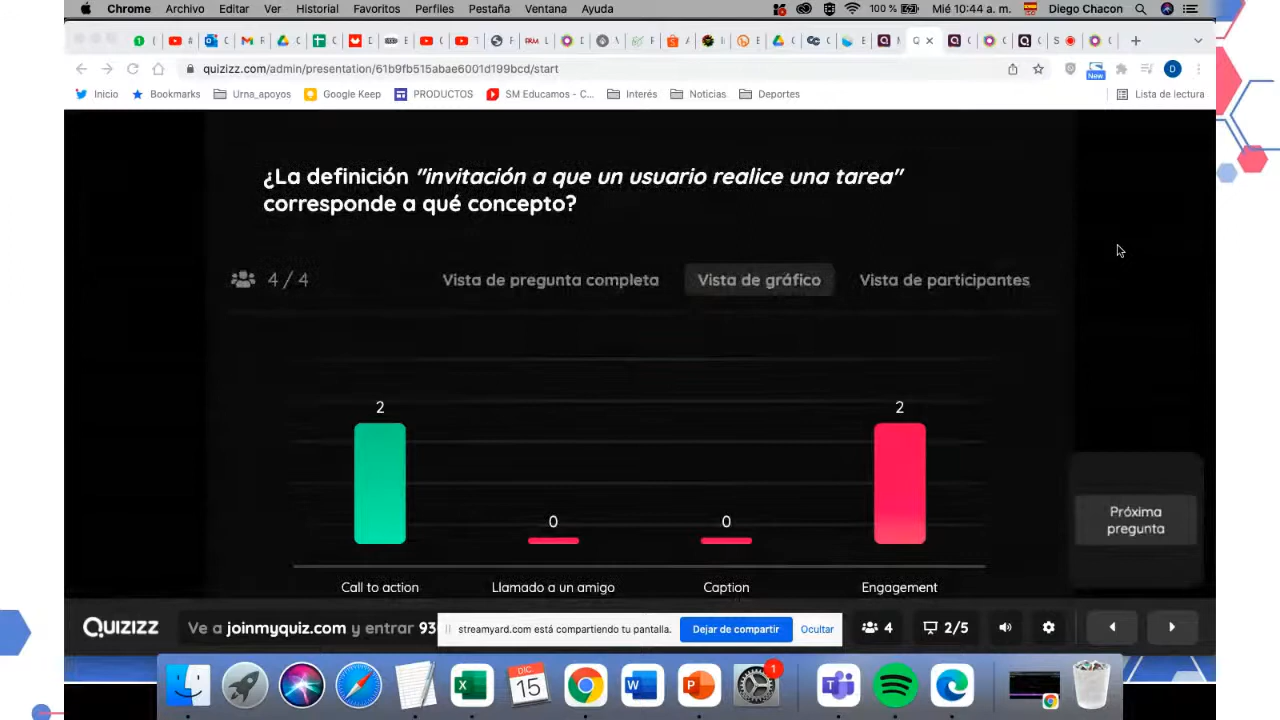 Chrome Archivo Editar Ver Historial Favoritos Perfiles Pestaña Ventana Ayuda 100 % Mié 10:44 a. m. Diego Chacon
quizizz.com/admin/presentation/61b9fb515abae6001d199bcd/start
New
D
Inicio Bookmarks Urna_apoyos Google Keep PRODUCTOS SM Educamos - C... Interés Noticias Deportes Lista de lectura
¿La definición "invitación a que un usuario realice una tarea"
corresponde a qué concepto?
4 / 4 Vista de pregunta completa Vista de gráfico Vista de participantes
2 2
0 0
Próxima
pregunta
Call to action Llamado a un amigo Caption Engagement
Quizizz Ve a joinmyquiz.com y entrar 93 streamyard.com está compartiendo tu pantalla. Dejar de compartir Ocultar 4 2/5
DIC
15
1